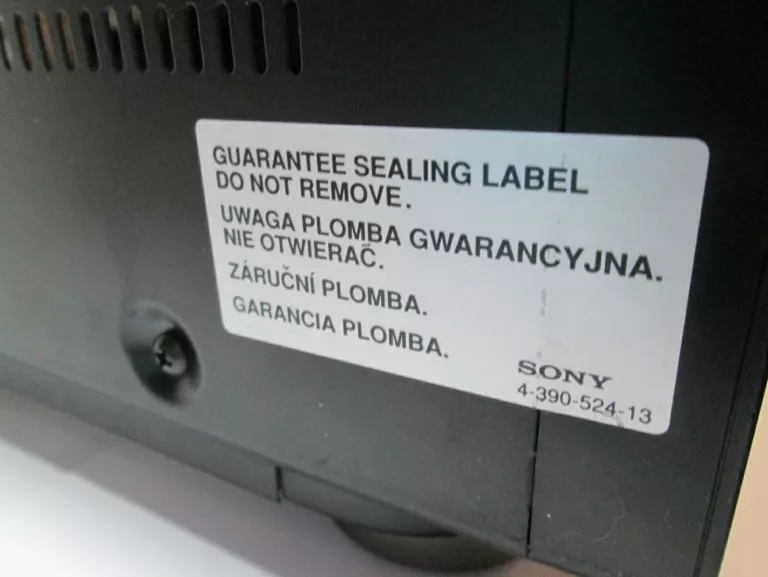 GUARANTEE SEALING LABEL
DO NOT REMOVE.
UWAGA PLOMBA GWARANCYJNA.
NIE OTWIERAČ.
ZÁRUČNÍ PLOMBA.
GARANCIA PLOMBA.
SONY
4-390-524-13